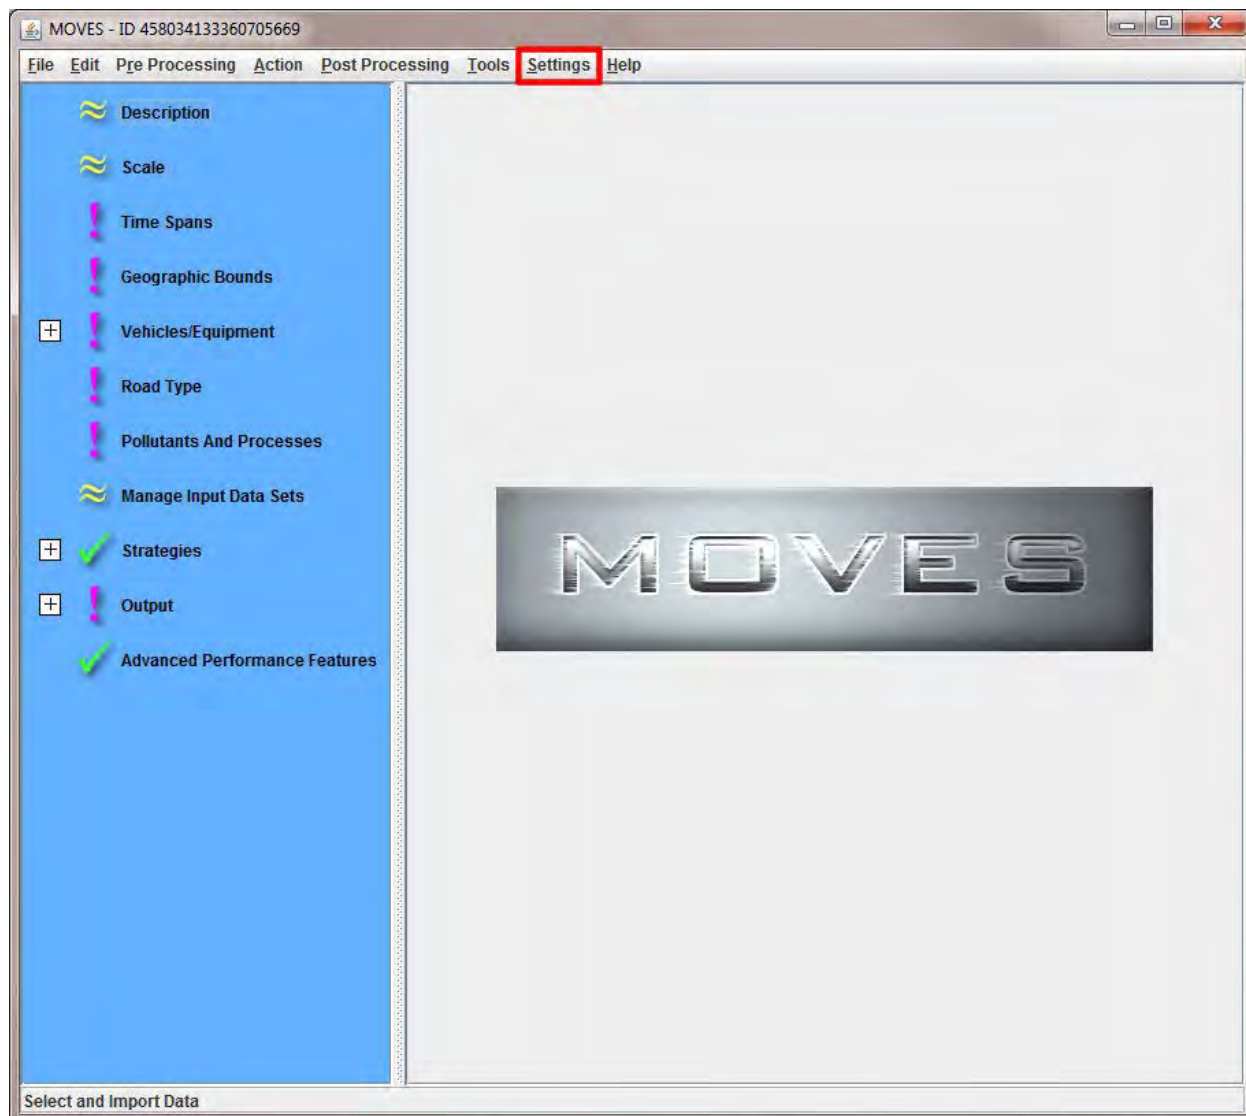 MOVES - ID 458034133360705669
File Edit Pre Processing Action Post Processing Tools Settings Help
Description
Scale
Time Spans
Geographic Bounds
Vehicles/Equipment
Road Type
Pollutants And Processes
Manage Input Data Sets
MOVES
Strategies
Output
Advanced Performance Features
Select and Import Data